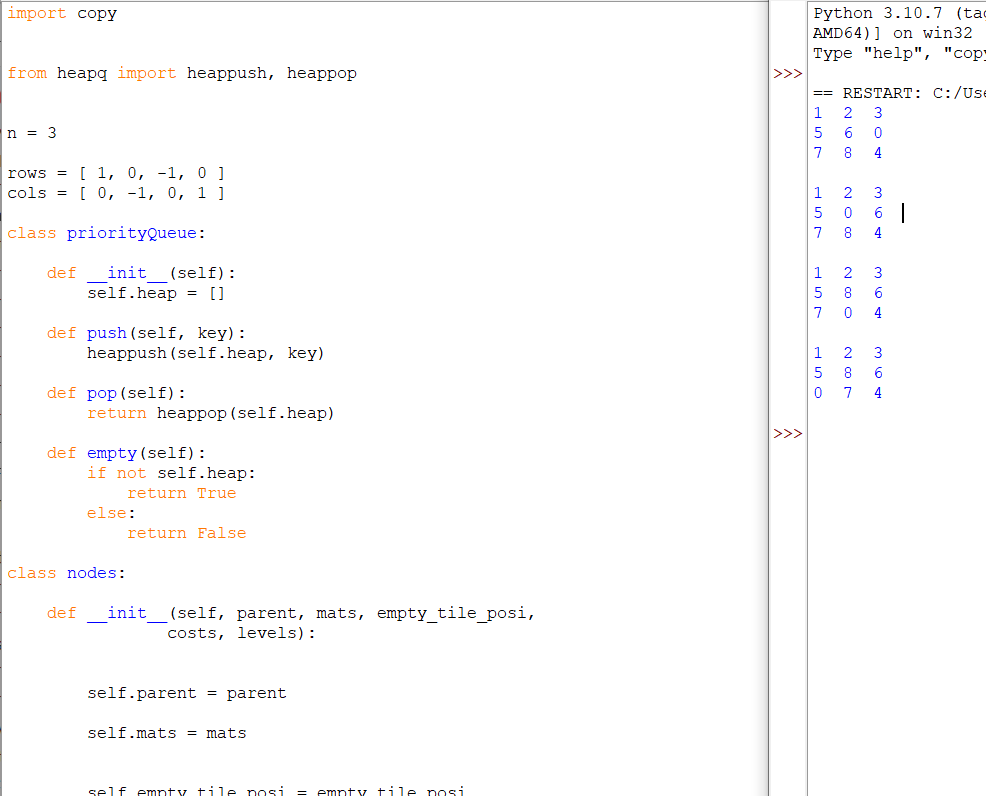 import copy
from heapq import heappush, heappop
n = 3
rows = [ 1, 0, -1, 0 ]
cols = [ 0, -1, 0, 1 ]
class priorityQueue:
    def __init__(self):
        self.heap = []
    def push(self, key):
        heappush(self.heap, key)
    def pop(self):
        return heappop(self.heap)
    def empty(self):
        if not self.heap:
            return True
        else:
            return False
class nodes:
    def __init__(self, parent, mats, empty_tile_posi,
                costs, levels):
        self.parent = parent
        self.mats = mats
        self.empty_tile_posi = empty_tile_posi
Python 3.10.7 (tag
AMD64)] on win32
Type "help", "copy
>>>
== RESTART: C:/Use
1 2 3
5 6 0
7 8 4
1 2 3
5 0 6
7 8 4
1 2 3
5 8 6
7 0 4
1 2 3
5 8 6
0 7 4
>>>